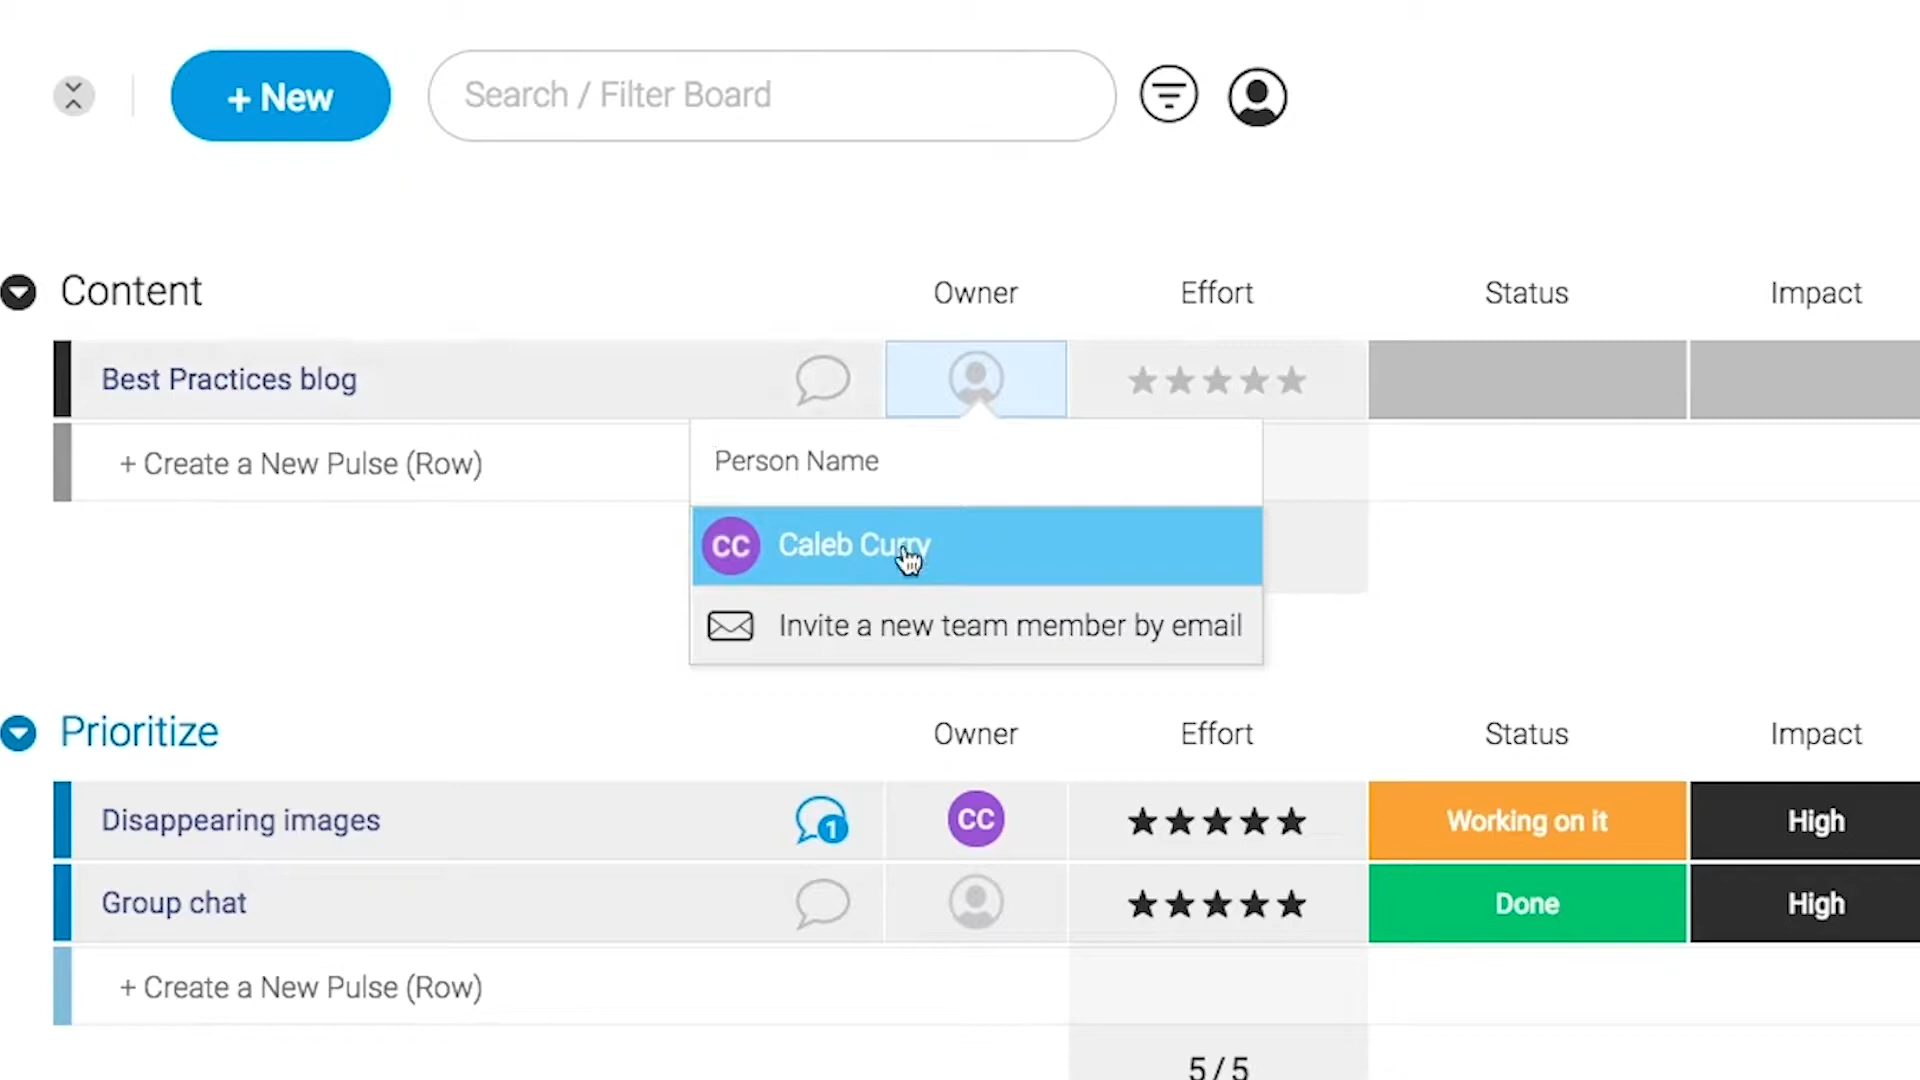 + New
Search / Filter Board
Content Owner Effort Status Impact
Best Practices blog
Person Name
+ Create a New Pulse (Row)
CC Caleb Curry
Invite a new team member by email
Prioritize Owner Effort Status Impact
Disappearing images 1 CC Working on it High
Group chat Done High
+ Create a New Pulse (Row)
5 / 5